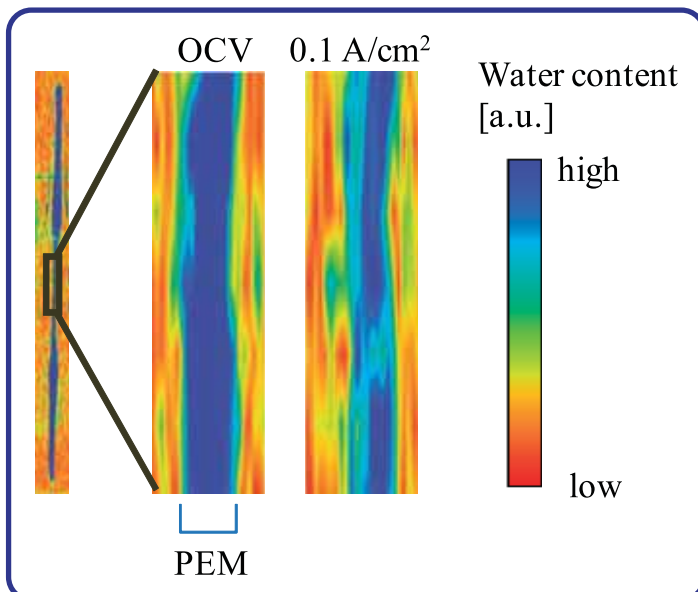 OCV
0.1 A/cm²
Water content
[a.u.]
high
low
PEM